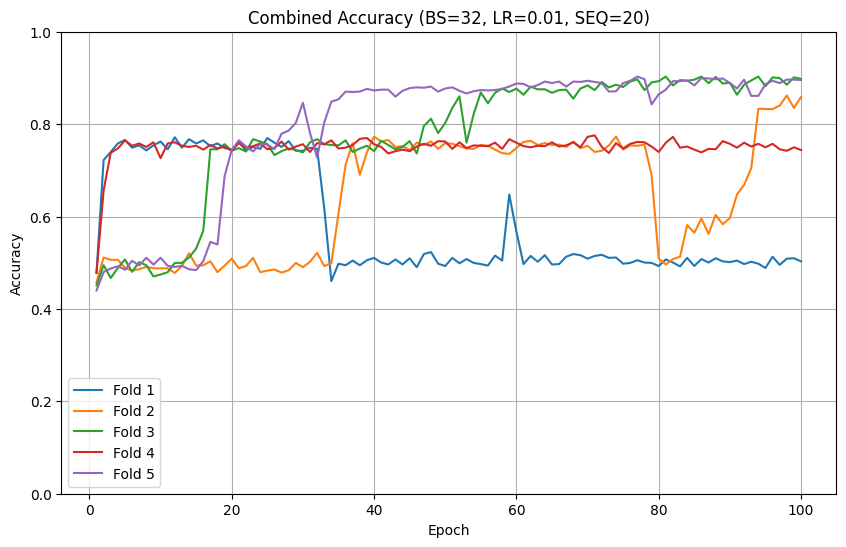 Combined Accuracy (BS=32, LR=0.01, SEQ=20)
1.0
0.8
0.6
0.4
0.2
0.0
Accuracy
Fold 1
Fold 2
Fold 3
Fold 4
Fold 5
0 20 40 60 80 100
Epoch